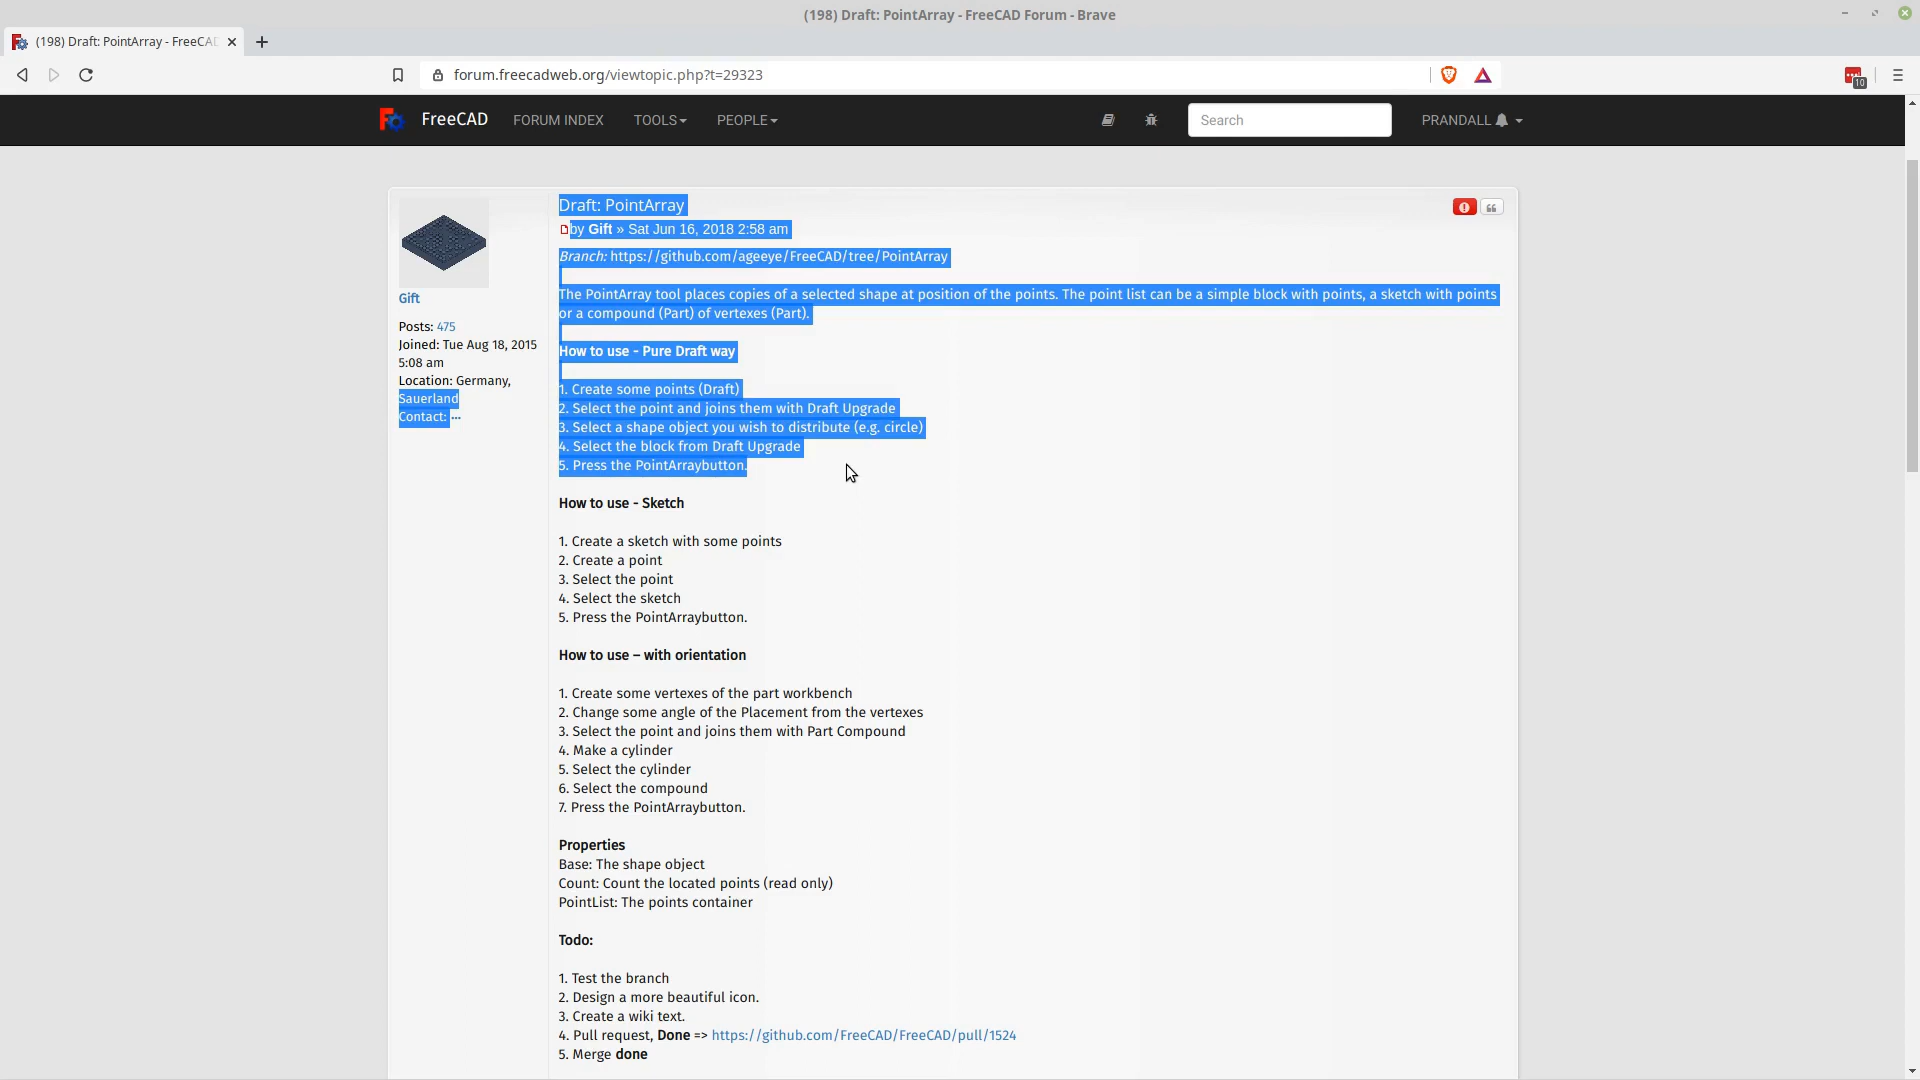 (198) Draft: PointArray - FreeCAD Forum - Brave
(198) Draft: PointArray - FreeCA
forum.freecadweb.org/viewtopic.php?t=29323
10
FreeCAD
FORUM INDEX
TOOLS
PEOPLE
Search
PRANDALL
Gift
Posts: 475
Joined: Tue Aug 18, 2015
5:08 am
Location: Germany,
Sauerland
Contact:
Draft: PointArray
by Gift » Sat Jun 16, 2018 2:58 am
Branch: https://github.com/ageeye/FreeCAD/tree/PointArray
The PointArray tool places copies of a selected shape at position of the points. The point list can be a simple block with points, a sketch with points
or a compound (Part) of vertexes (Part).
How to use - Pure Draft way
1. Create some points (Draft)
2. Select the point and joins them with Draft Upgrade
3. Select a shape object you wish to distribute (e.g. circle)
4. Select the block from Draft Upgrade
5. Press the PointArraybutton.
How to use - Sketch
1. Create a sketch with some points
2. Create a point
3. Select the point
4. Select the sketch
5. Press the PointArraybutton.
How to use – with orientation
1. Create some vertexes of the part workbench
2. Change some angle of the Placement from the vertexes
3. Select the point and joins them with Part Compound
4. Make a cylinder
5. Select the cylinder
6. Select the compound
7. Press the PointArraybutton.
Properties
Base: The shape object
Count: Count the located points (read only)
PointList: The points container
Todo:
1. Test the branch
2. Design a more beautiful icon.
3. Create a wiki text.
4. Pull request, Done => https://github.com/FreeCAD/FreeCAD/pull/1524
5. Merge done